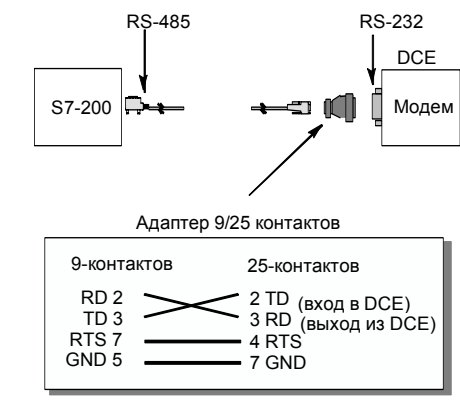 RS-485
RS-232
DCE
S7-200
Модем
Адаптер 9/25 контактов
9-контактов
25-контактов
RD 2
2 TD (вход в DCE)
TD 3
3 RD (выход из DCE)
RTS 7
4 RTS
GND 5
7 GND